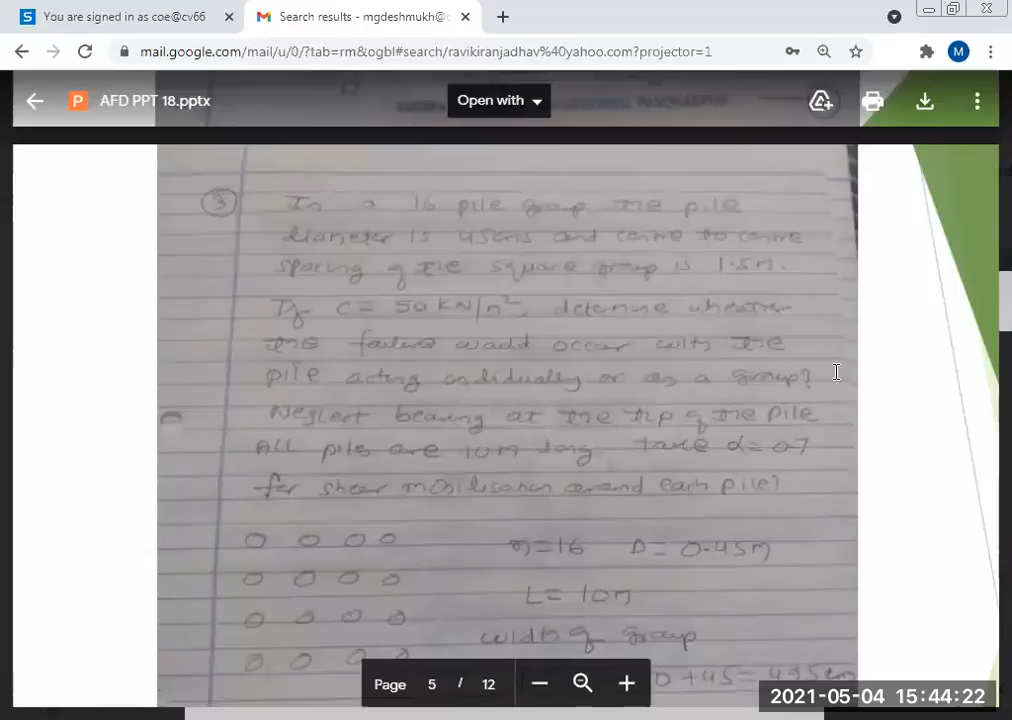 You are signed in as coe@cv66
Search results - mgdeshmukh@c
mail.google.com/mail/u/0/?tab=rm&ogbl#search/ravikiranjadhav%40yahoo.com?projector=1
M
P AFD PPT 18.pptx
Open with
3 In a 16 pile group the pile
diameter is 45cms and centre to centre
spacing of the square group is 1.5m.
If C = 50 KN/m², determine wheather
the failure would occur with the
pile acting individually or as a group?
Neglect bearing at the tip of the pile
All piles are 10m long Take α=0.7
for shear mobilisation around each pile?
n=16 D = 0.45m
L = 10m
width of group
0 + 45 = 495 cm
Page 5 / 12
2021-05-04 15:44:22